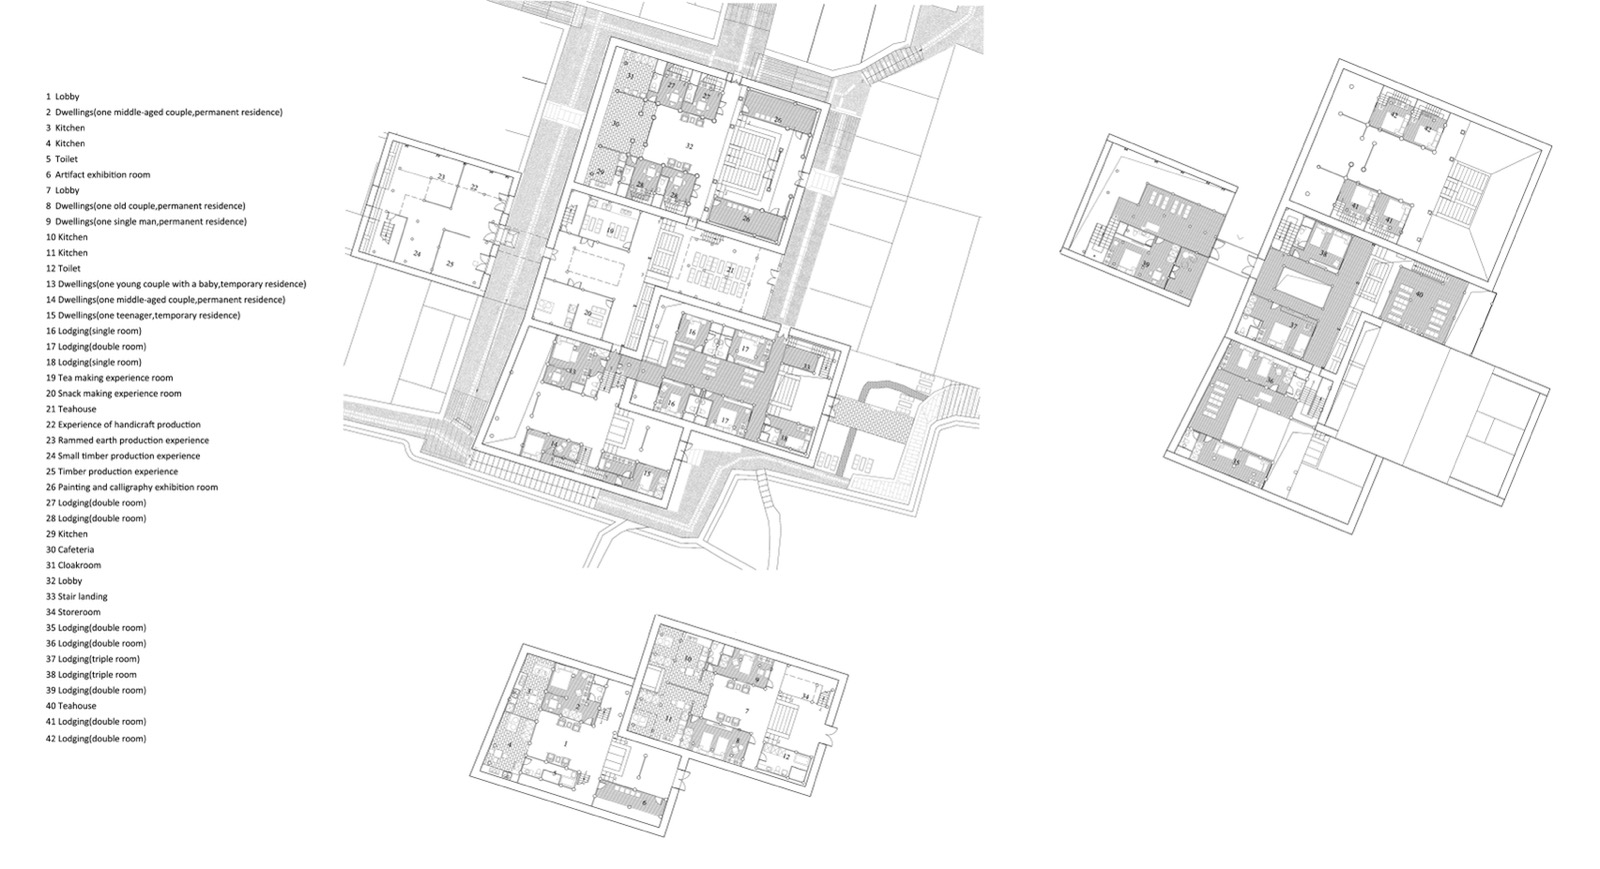 1 Lobby
2 Dwellings(one middle-aged couple,permanent residence)
3 Kitchen
4 Kitchen
5 Toilet
6 Artifact exhibition room
7 Lobby
8 Dwellings(one old couple,permanent residence)
9 Dwellings(one single man,permanent residence)
10 Kitchen
11 Kitchen
12 Toilet
13 Dwellings(one young couple with a baby,temporary residence)
14 Dwellings(one middle-aged couple,permanent residence)
15 Dwellings(one teenager,temporary residence)
16 Lodging(single room)
17 Lodging(double room)
18 Lodging(single room)
19 Tea making experience room
20 Snack making experience room
21 Teahouse
22 Experience of handicraft production
23 Rammed earth production experience
24 Small timber production experience
25 Timber production experience
26 Painting and calligraphy exhibition room
27 Lodging(double room)
28 Lodging(double room)
29 Kitchen
30 Cafeteria
31 Cloakroom
32 Lobby
33 Stair landing
34 Storeroom
35 Lodging(double room)
36 Lodging(double room)
37 Lodging(triple room)
38 Lodging(triple room
39 Lodging(double room)
40 Teahouse
41 Lodging(double room)
42 Lodging(double room)
31
27
27
30
26
32
29
28
28
26
23
22
24
25
19
21
20
16
17
33
13
16
17
18
14
15
42
42
41
41
38
40
39
37
36
35
10
9
34
11
7
8
12
3
2
4
1
5
6